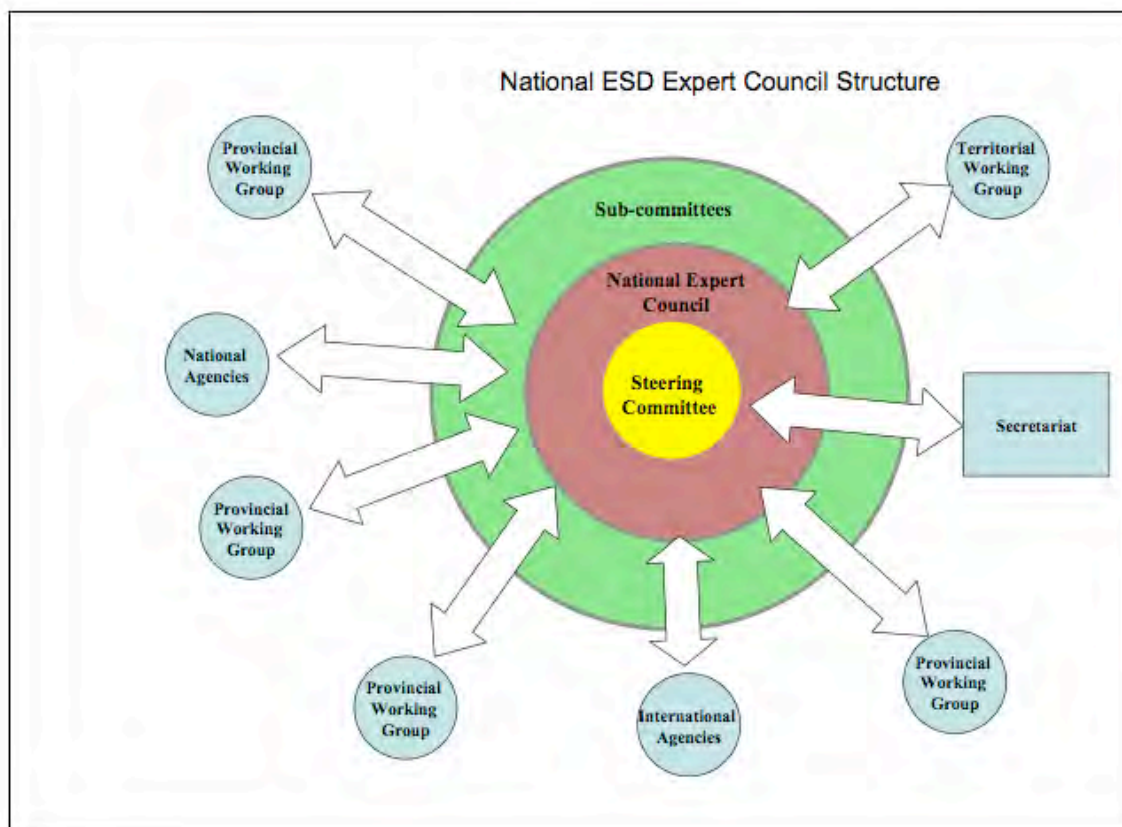 National ESD Expert Council Structure
Provincial
Working
Group
Territorial
Working
Group
Sub-committees
National Expert
Council
National
Agencies
Steering
Committee
Secretariat
Provincial
Working
Group
Provincial
Working
Group
International
Agencies
Provincial
Working
Group